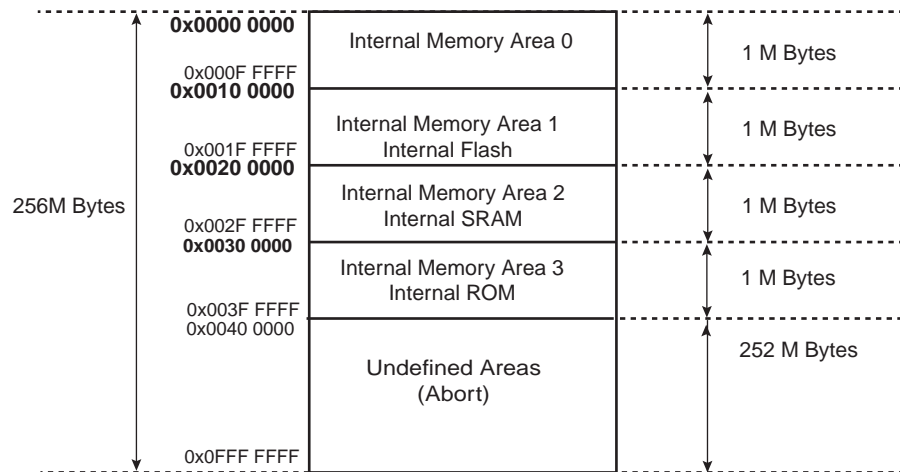 0x0000 0000
Internal Memory Area 0
1 M Bytes
0x000F FFFF
0x0010 0000
Internal Memory Area 1
Internal Flash
1 M Bytes
0x001F FFFF
0x0020 0000
256M Bytes
Internal Memory Area 2
Internal SRAM
1 M Bytes
0x002F FFFF
0x0030 0000
Internal Memory Area 3
Internal ROM
1 M Bytes
0x003F FFFF
0x0040 0000
252 M Bytes
Undefined Areas
(Abort)
0x0FFF FFFF